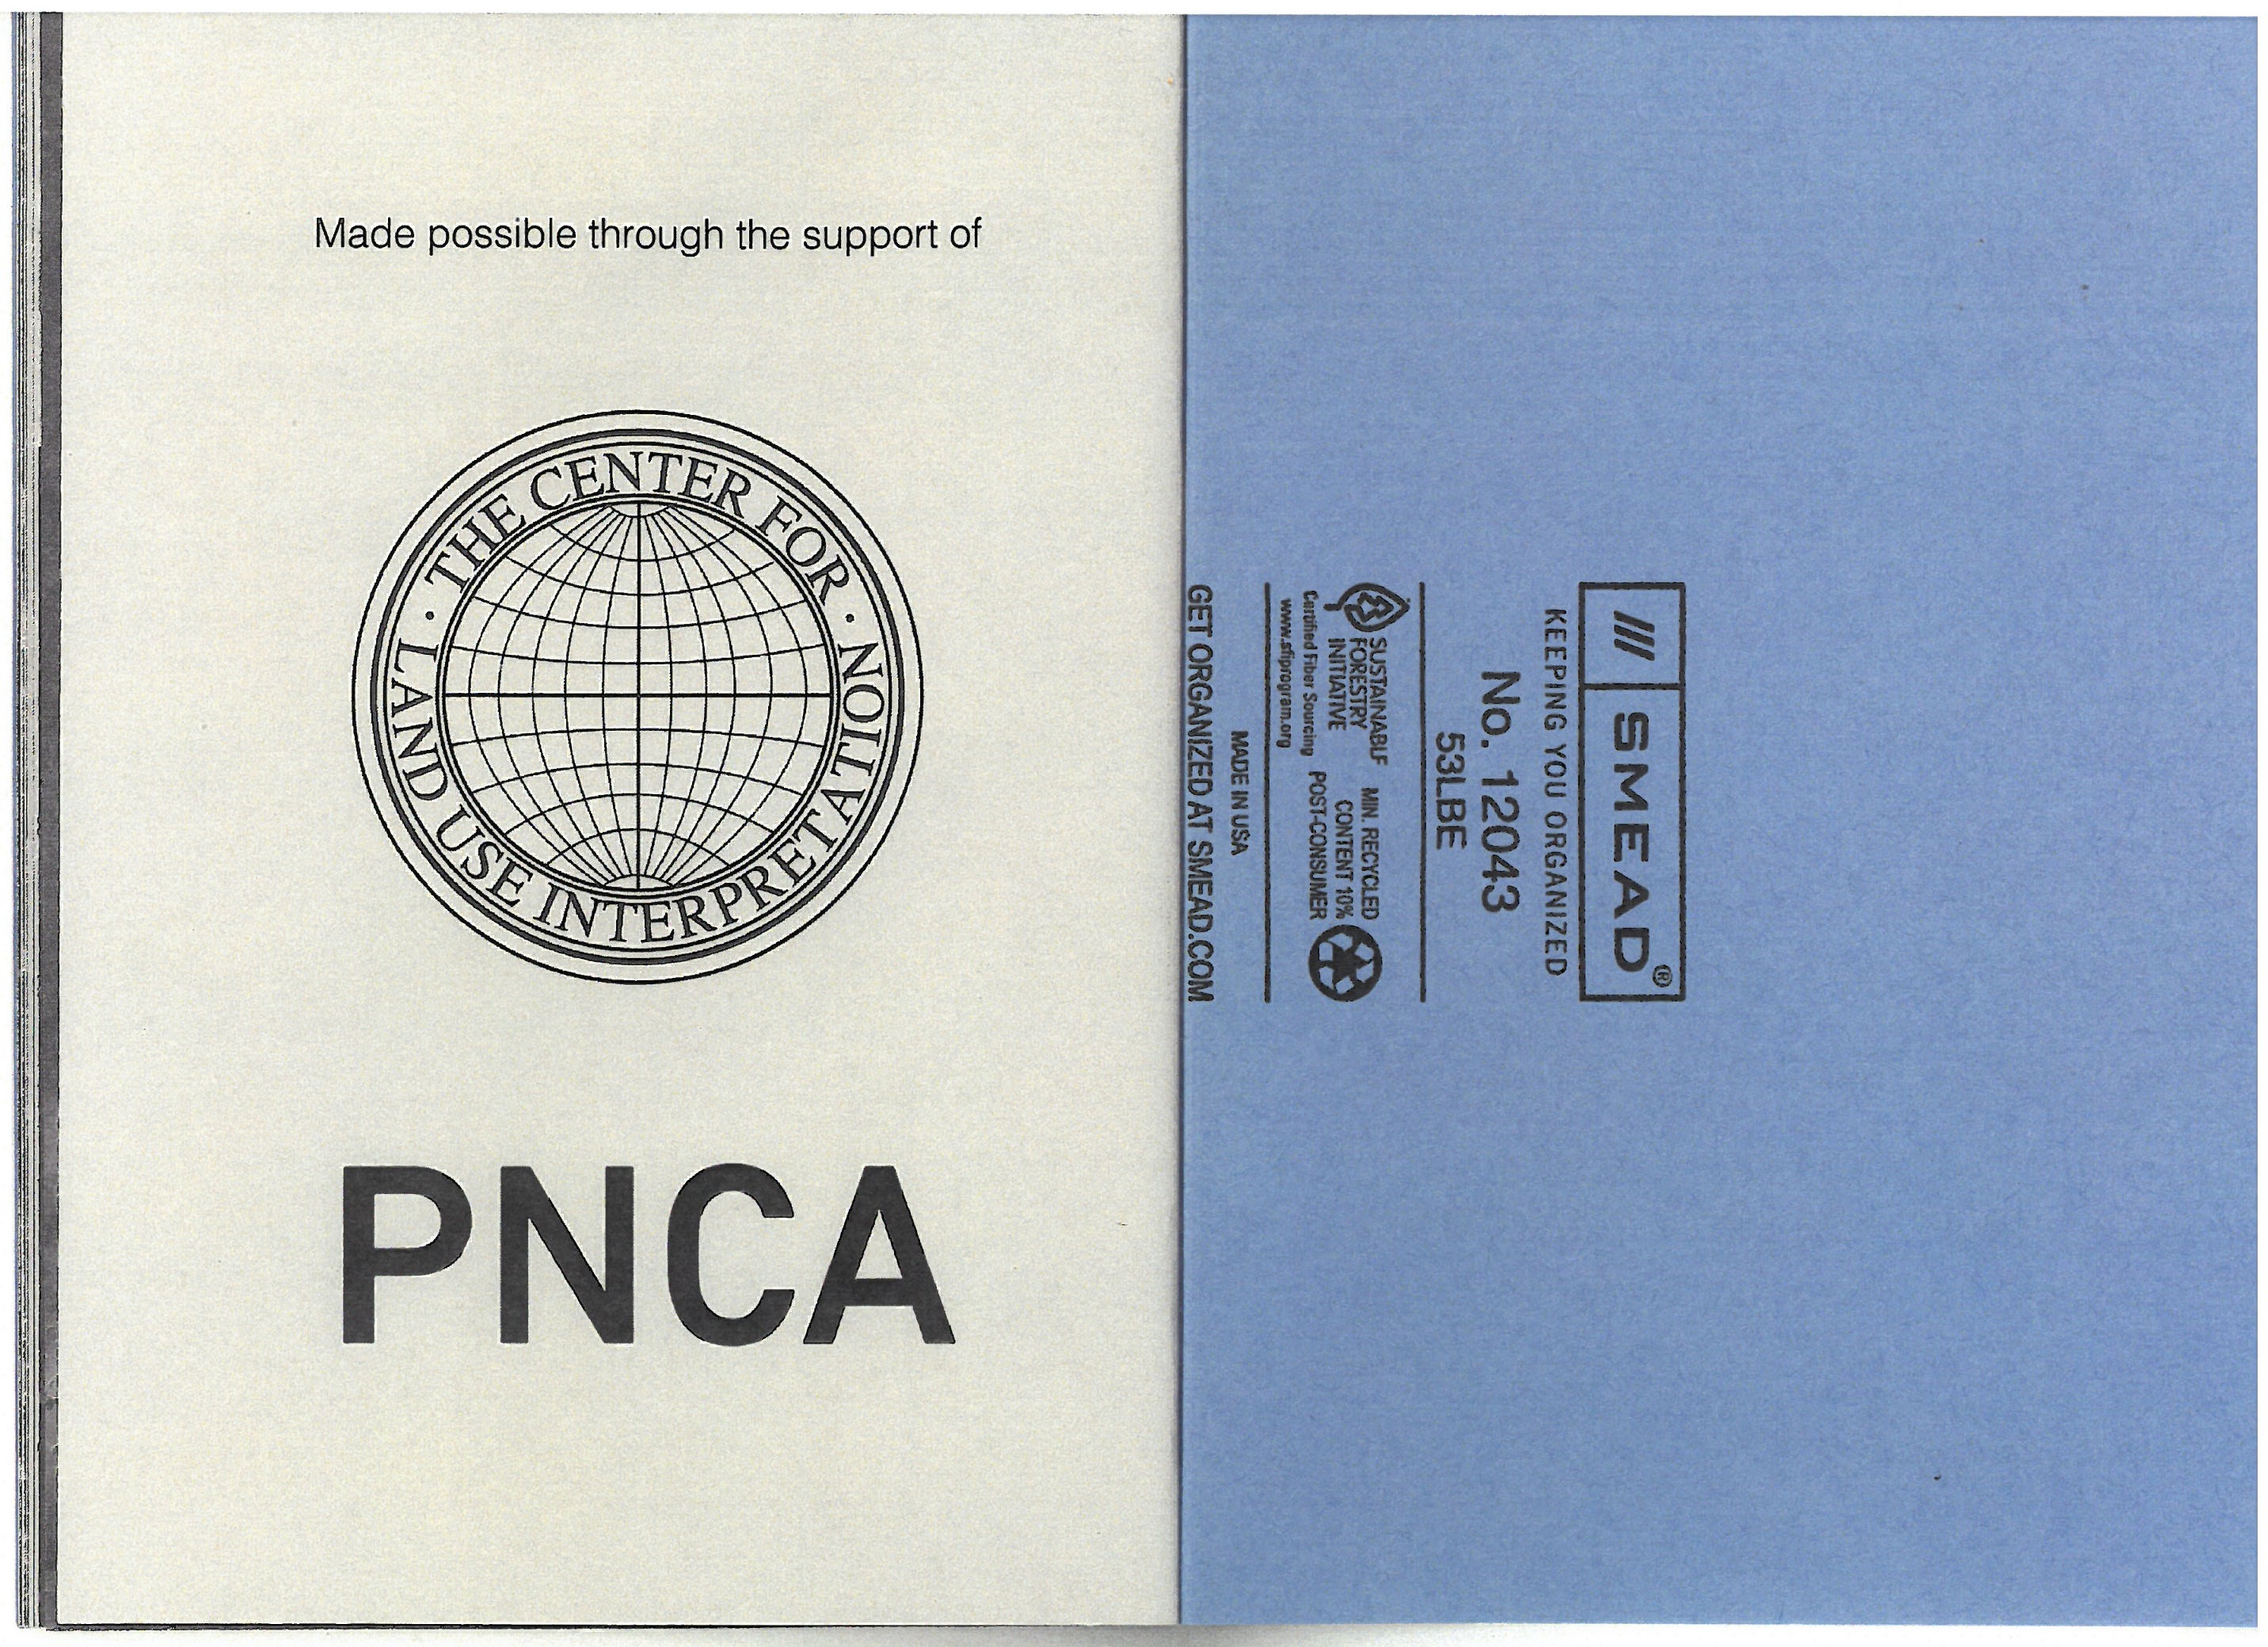 Made possible through the support of
· THE CENTER FOR ·
LAND USE INTERPRETATION
PNCA
SMEAD®
KEEPING YOU ORGANIZED
No. 12043
53LBE
SUSTAINABLE
FORESTRY
INITIATIVE
Certified Fiber Sourcing
www.sfiprogram.org
MIN. RECYCLED
CONTENT 10%
POST-CONSUMER
MADE IN USA
GET ORGANIZED AT SMEAD.COM